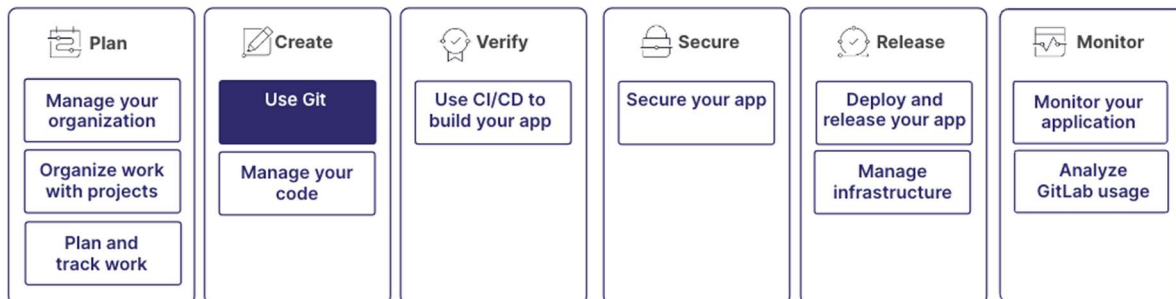 Plan
Manage your
organization
Organize work
with projects
Plan and
track work
Create
Use Git
Manage your
code
Verify
Use CI/CD to
build your app
Secure
Secure your app
Release
Deploy and
release your app
Manage
infrastructure
Monitor
Monitor your
application
Analyze
GitLab usage